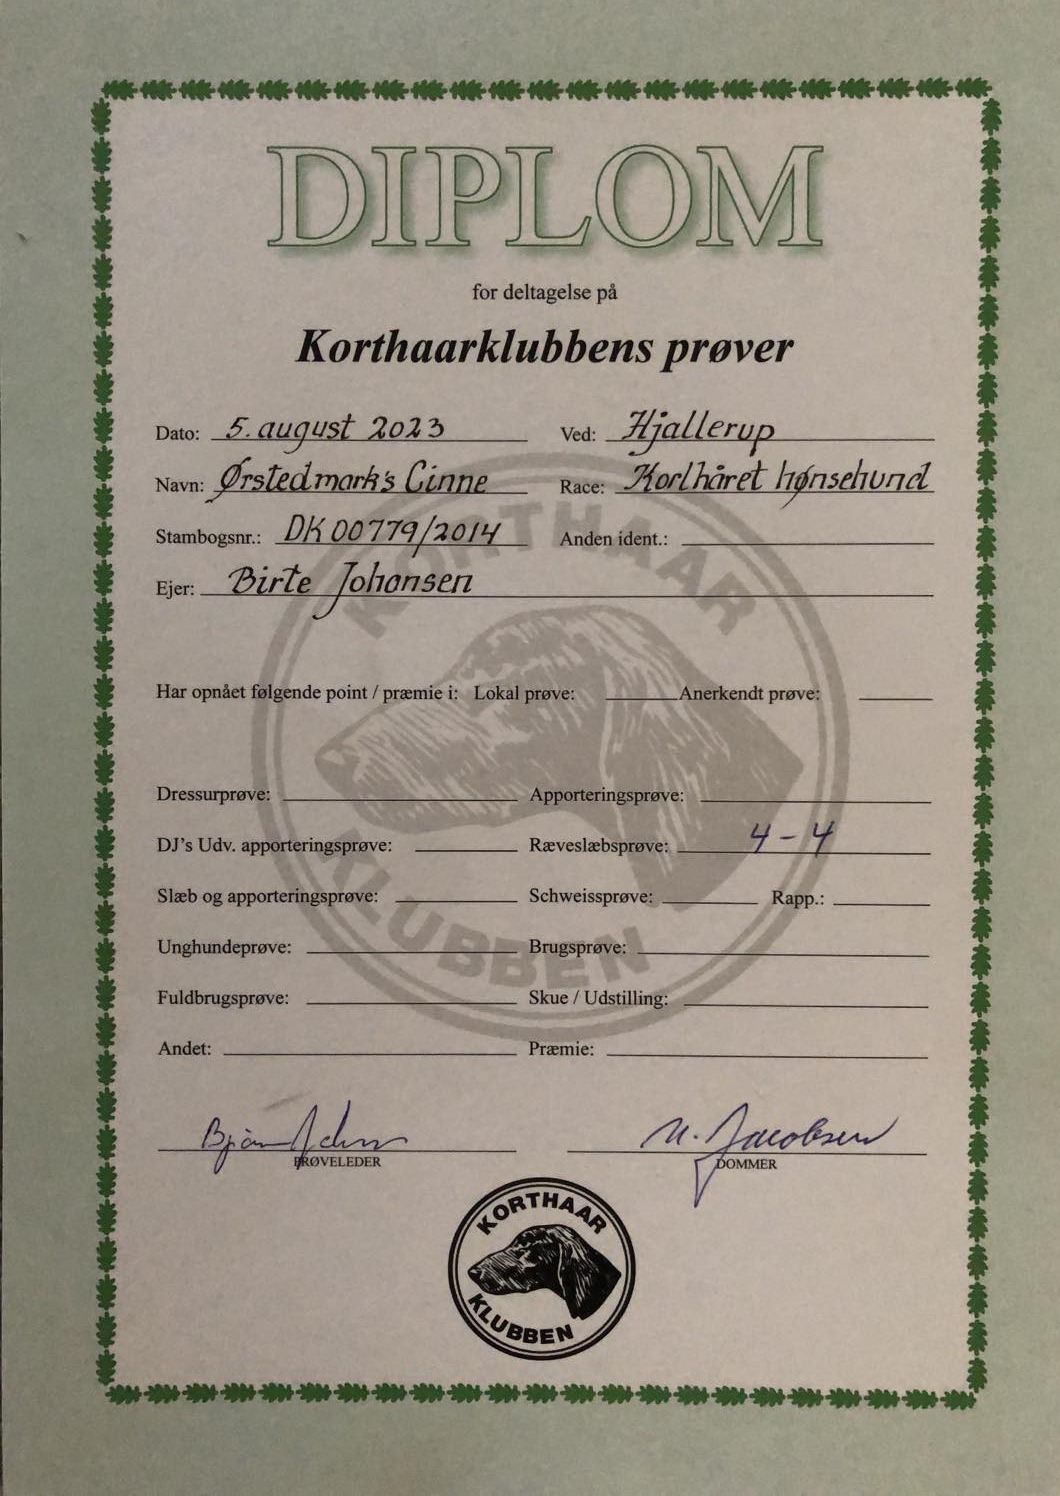 DIPLOM
for deltagelse på
Korthaarklubbens prøver
Dato: 5. august 2023 Ved: Hjallerup
Navn: Ørstedmark's Cinne Race: Korthåret hønsehund
Stambogsnr.: DK 00779/2014 Anden ident.:
Ejer: Birte Johansen
Har opnået følgende point / præmie i: Lokal prøve: Anerkendt prøve:
Dressurprøve: Apporteringsprøve:
DJ's Udv. apporteringsprøve: Ræveslæbsprøve: 4-4
Slæb og apporteringsprøve: Schweissprøve: Rapp.:
Unghundeprøve: Brugsprøve:
Fuldbrugsprøve: Skue / Udstilling:
Andet: Præmie:
U. Jacobsen
PRØVELEDER DOMMER
KORTHAAR
KLUBBEN
KORTHAAR
KLUBBEN